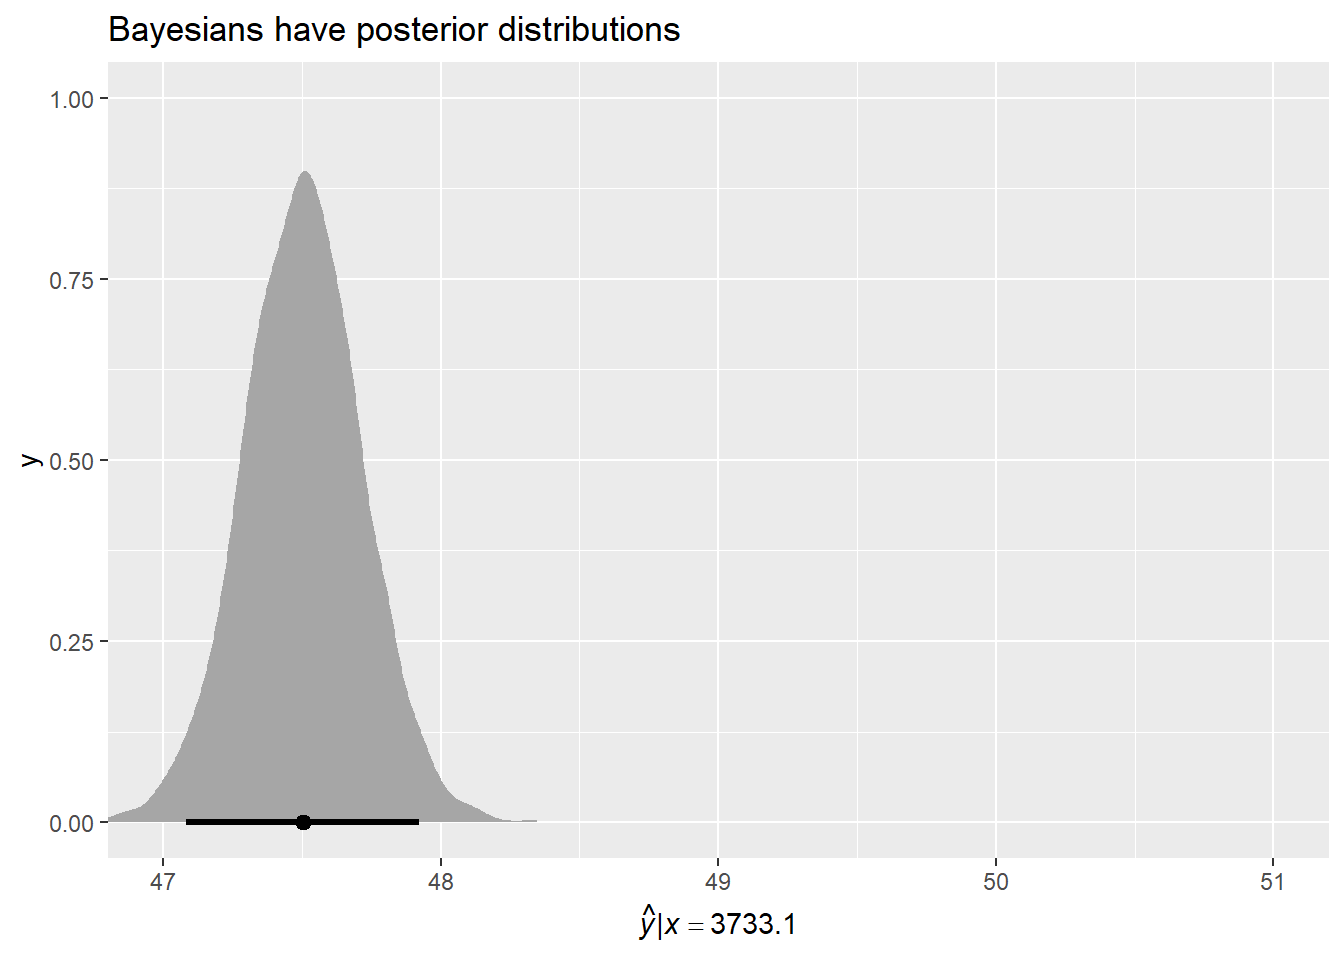 Bayesians have posterior distributions
1.00
0.75
0.50
0.25
0.00
y
47 48 49 50 51
ŷ|x = 3733.1